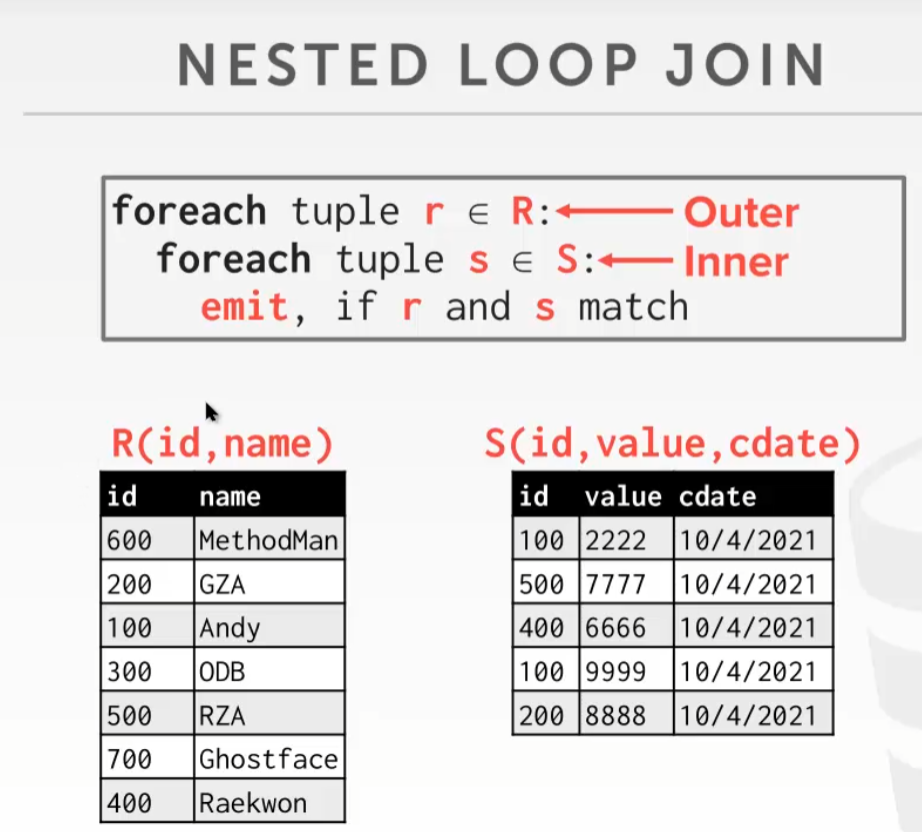 NESTED LOOP JOIN
foreach tuple r ∈ R: Outer
foreach tuple s ∈ S: Inner
emit, if r and s match
R(id,name)
id name
600 MethodMan
200 GZA
100 Andy
300 ODB
500 RZA
700 Ghostface
400 Raekwon
S(id,value,cdate)
id value cdate
100 2222 10/4/2021
500 7777 10/4/2021
400 6666 10/4/2021
100 9999 10/4/2021
200 8888 10/4/2021